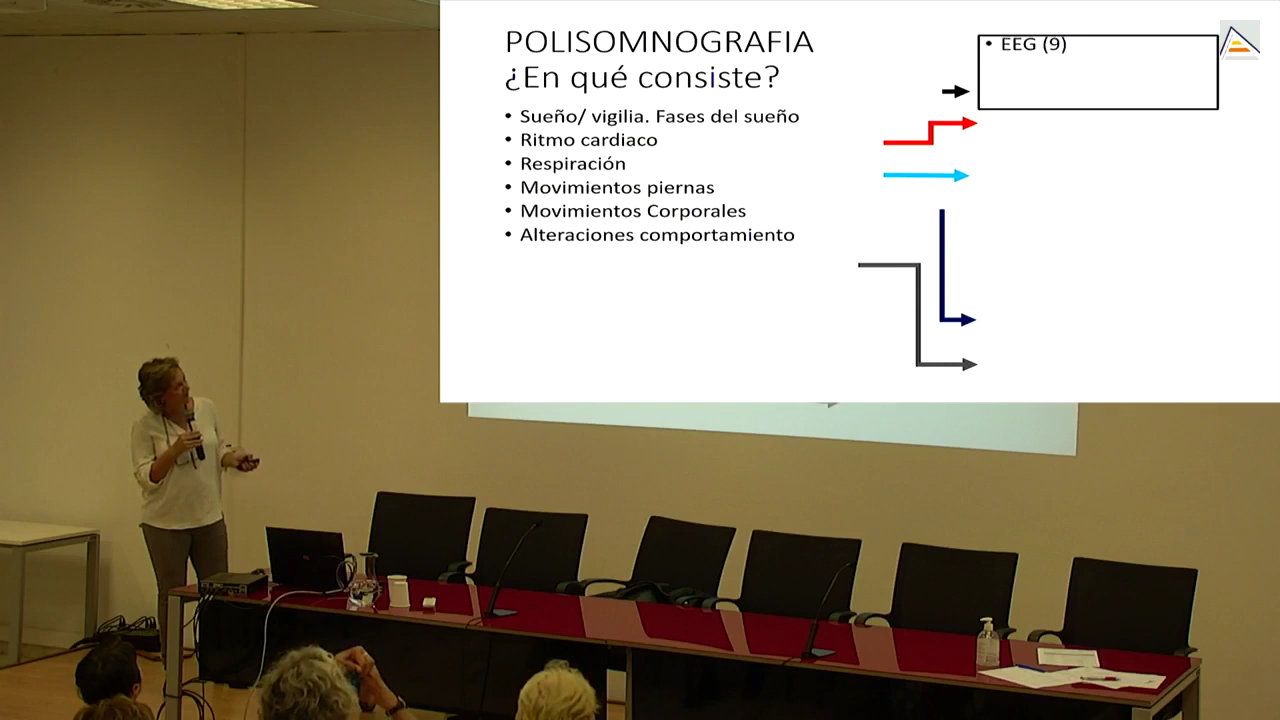 POLISOMNOGRAFIA
¿En qué consiste?
• Sueño/ vigilia. Fases del sueño
• Ritmo cardiaco
• Respiración
• Movimientos piernas
• Movimientos Corporales
• Alteraciones comportamiento
• EEG (9)